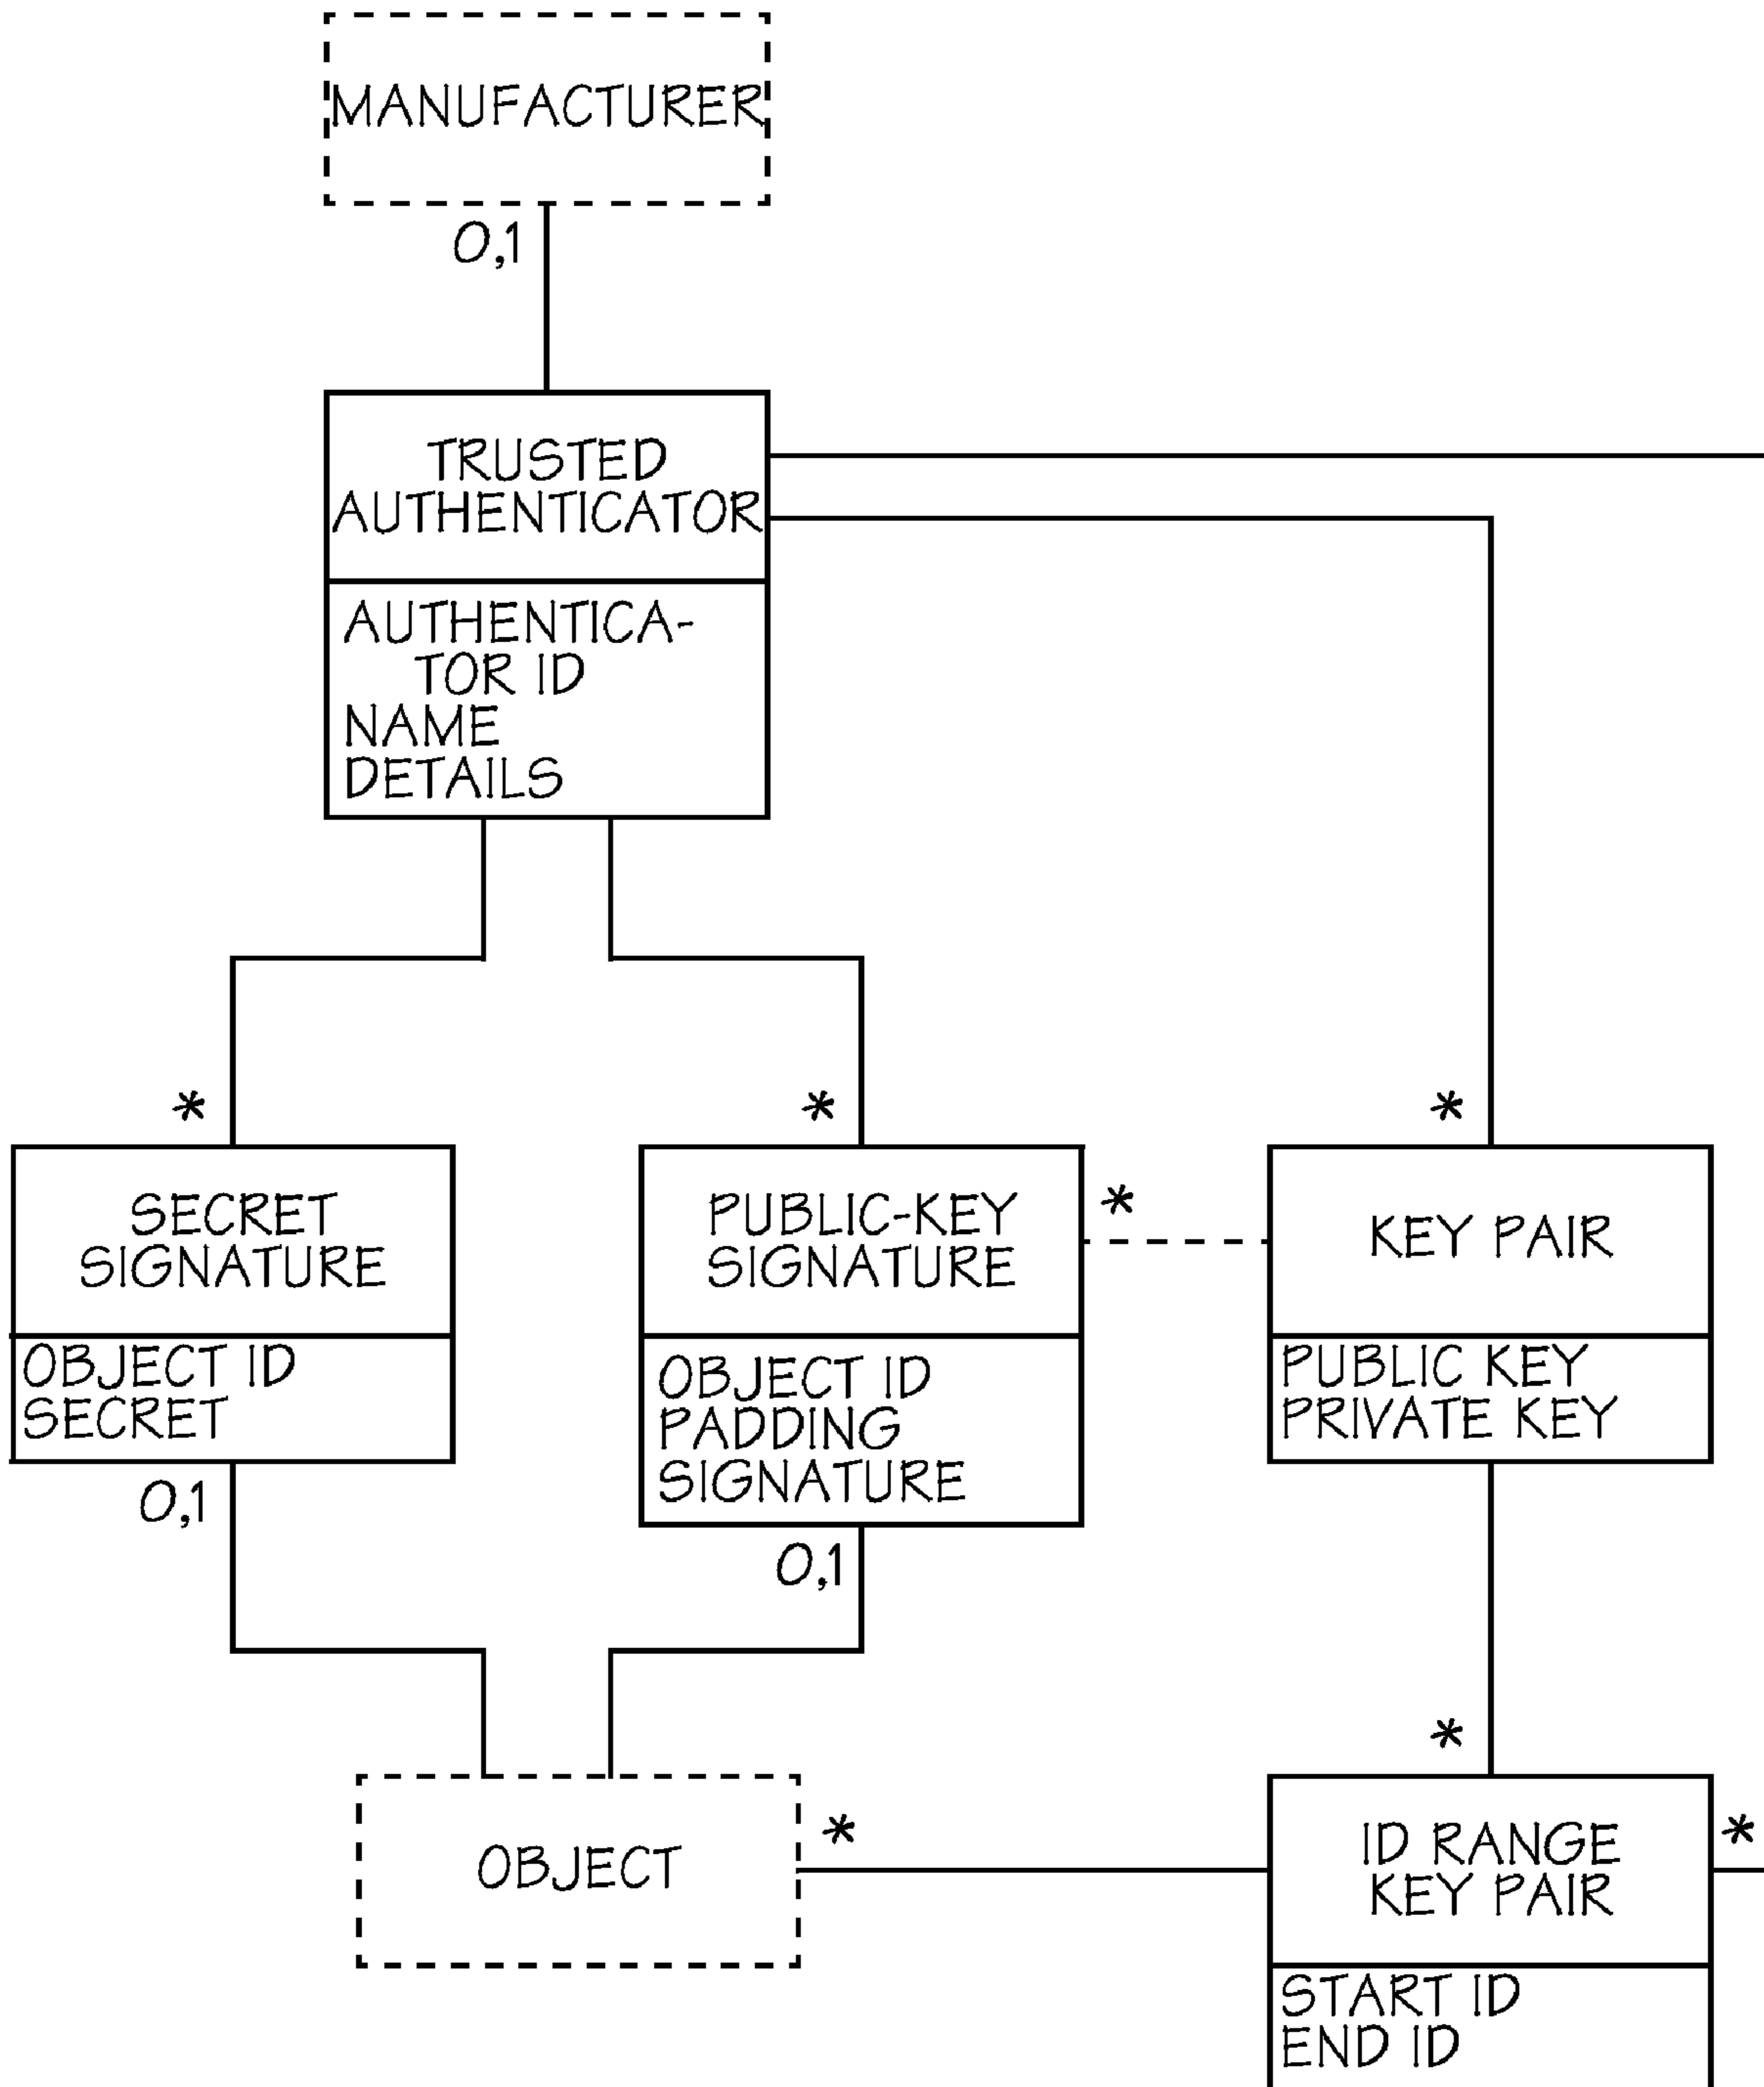 MANUFACTURER
0,1
TRUSTED
AUTHENTICATOR
AUTHENTICA-
TOR ID
NAME
DETAILS
*
*
*
SECRET
SIGNATURE
OBJECT ID
SECRET
0,1
PUBLIC-KEY
SIGNATURE
*
OBJECT ID
PADDING
SIGNATURE
0,1
KEY PAIR
PUBLIC KEY
PRIVATE KEY
*
OBJECT
*
ID RANGE
KEY PAIR
*
START ID
END ID